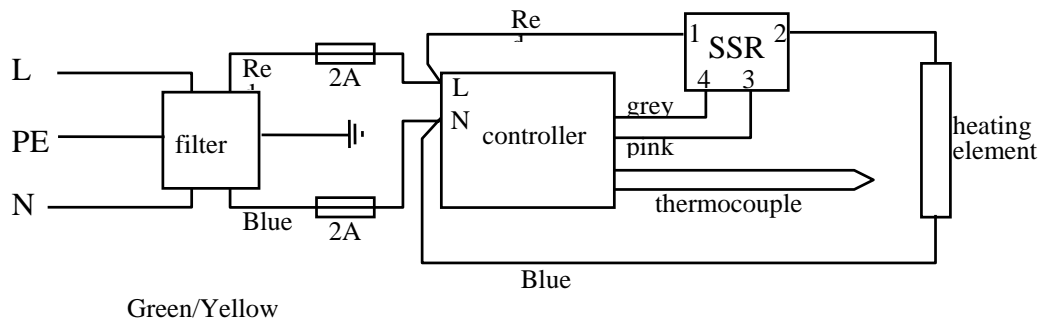 L
PE
N
filter
Re
2A
Blue
2A
L
N
controller
Re
1
2
SSR
4
3
grey
pink
thermocouple
heating
element
Blue
Green/Yellow